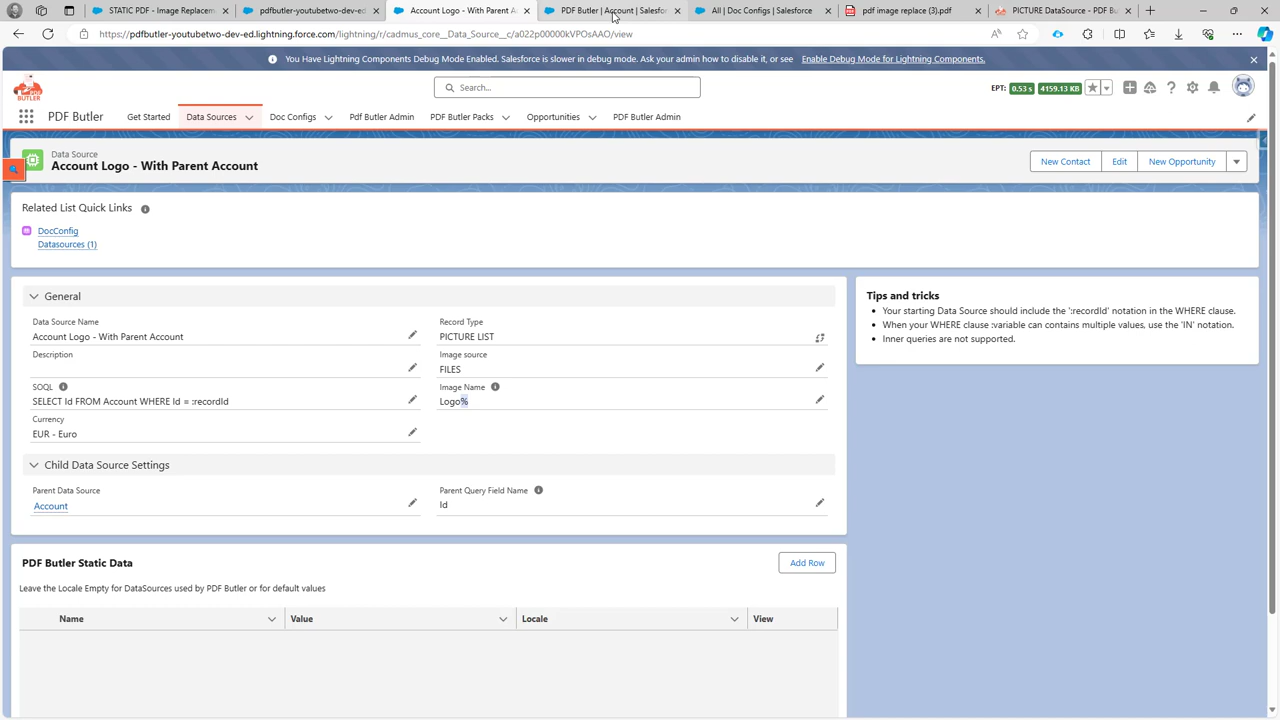 STATIC PDF - Image Replacem
pdfbutler-youtubetwo-dev-ed
Account Logo - With Parent A
PDF Butler | Account | Salesfor
All | Doc Configs | Salesforce
pdf image replace (3).pdf
PICTURE DataSource - PDF Bu
https://pdfbutler-youtubetwo-dev-ed.lightning.force.com/lightning/r/cadmus_core__Data_Source__c/a022p00000kVPOsAAO/view
You Have Lightning Components Debug Mode Enabled. Salesforce is slower in debug mode. Ask your admin how to disable it, or see Enable Debug Mode for Lightning Components.
PDF BUTLER
Search...
EPT: 0.53 s 4159.13 KB
PDF Butler
Get Started
Data Sources
Doc Configs
Pdf Butler Admin
PDF Butler Packs
Opportunities
PDF Butler Admin
Data Source
Account Logo - With Parent Account
New Contact
Edit
New Opportunity
Related List Quick Links
DocConfig
Datasources (1)
General
Data Source Name
Account Logo - With Parent Account
Record Type
PICTURE LIST
Description
Image source
FILES
SOQL
SELECT Id FROM Account WHERE Id = :recordId
Image Name
Logo%
Currency
EUR - Euro
Child Data Source Settings
Parent Data Source
Account
Parent Query Field Name
Id
Tips and tricks
• Your starting Data Source should include the ':recordId' notation in the WHERE clause.
• When your WHERE clause :variable can contains multiple values, use the 'IN' notation.
• Inner queries are not supported.
PDF Butler Static Data
Add Row
Leave the Locale Empty for DataSources used by PDF Butler or for default values
Name
Value
Locale
View